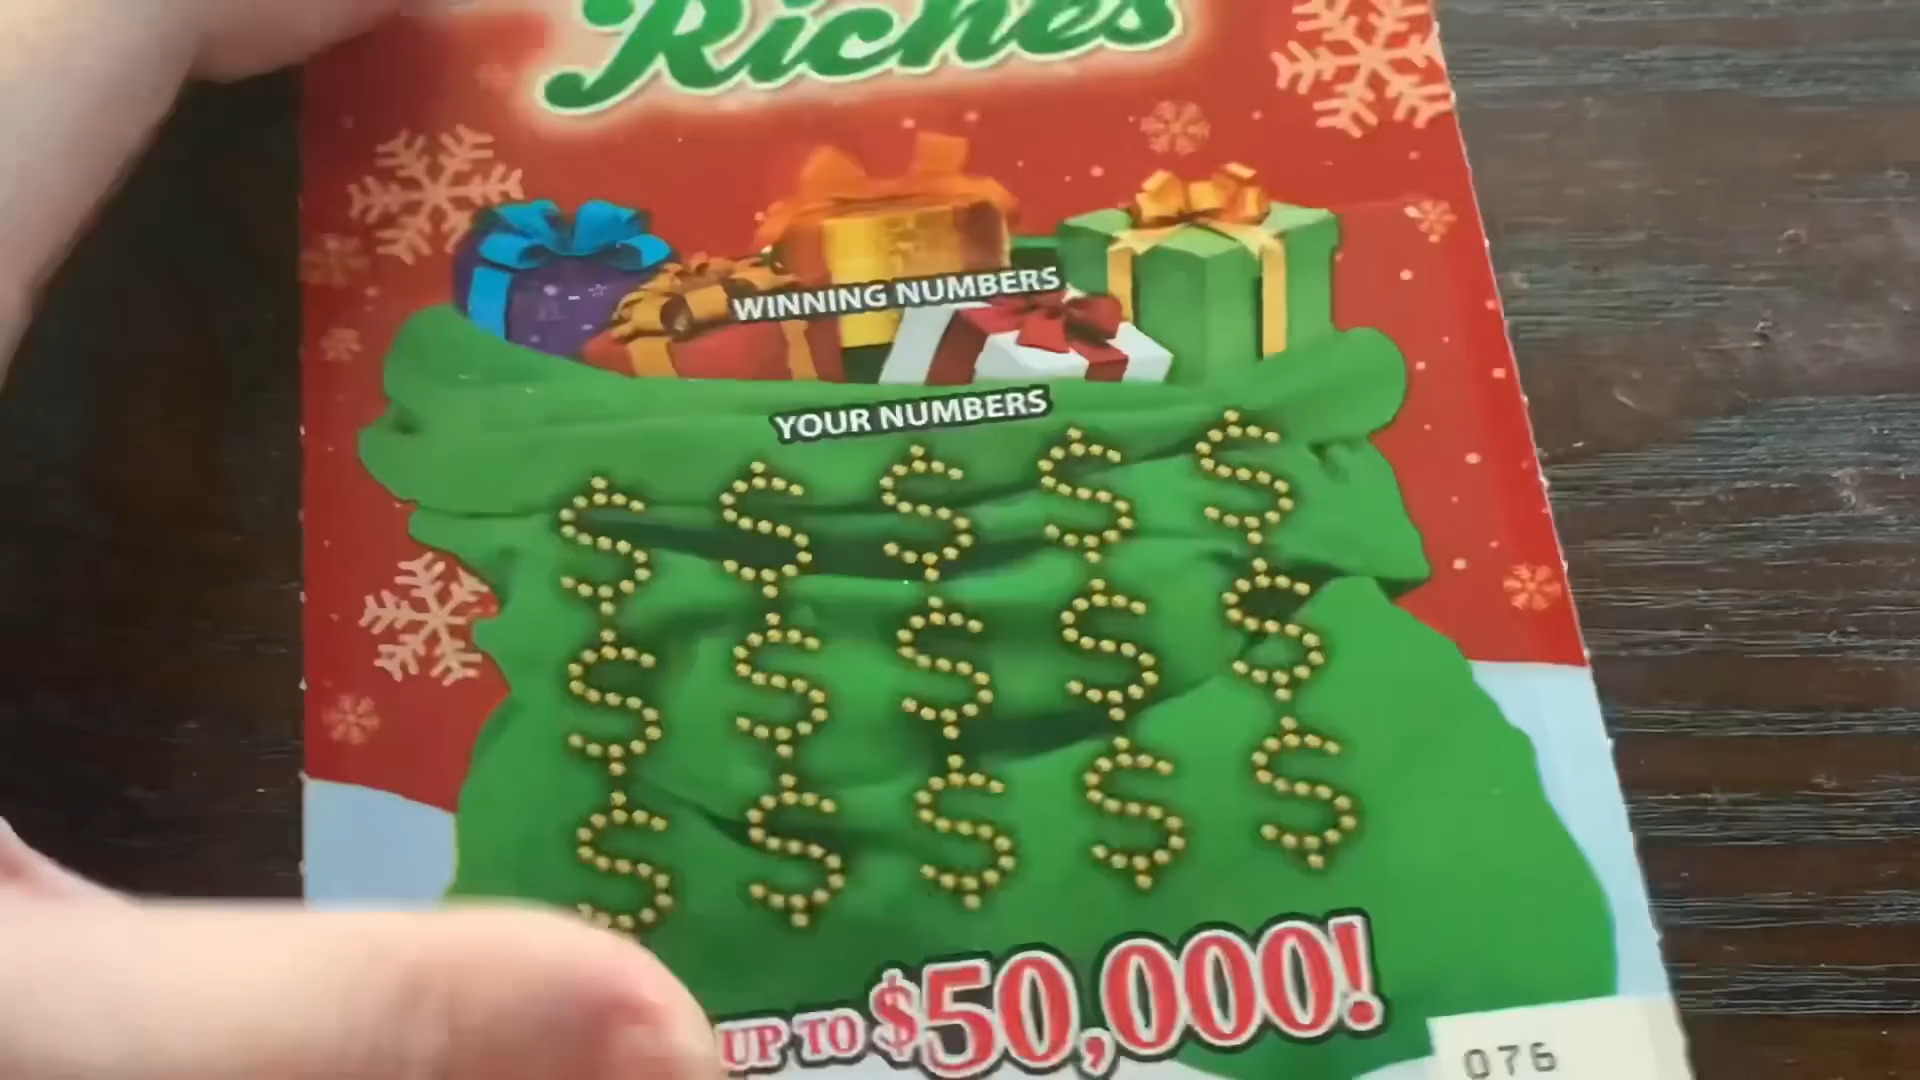 Riches
WINNING NUMBERS
YOUR NUMBERS
UP TO $50,000!
076